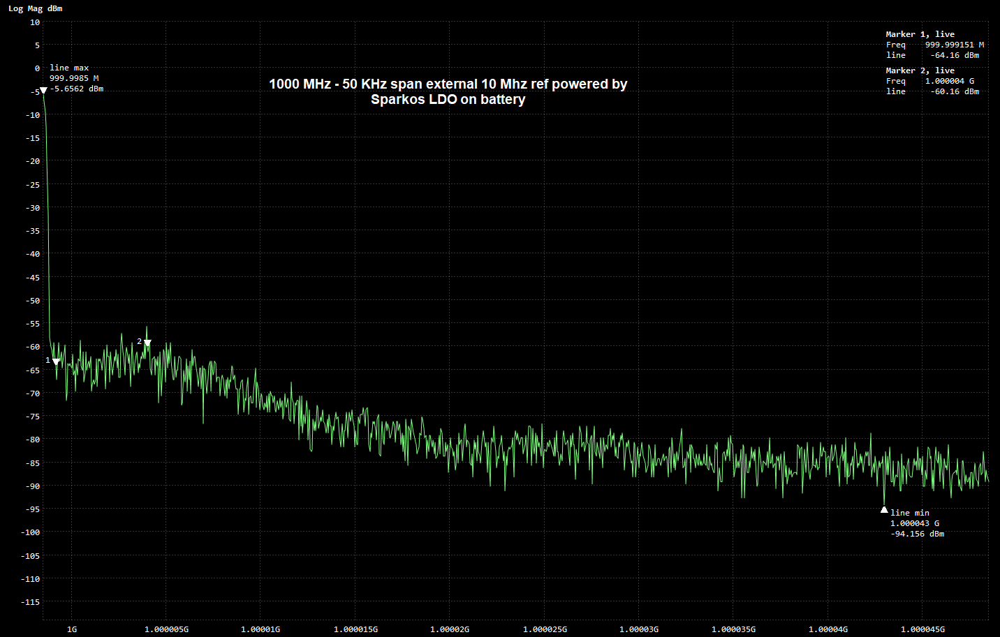 Log Mag dBm
10
5
0
-5
-10
-15
-20
-25
-30
-35
-40
-45
-50
-55
-60
-65
-70
-75
-80
-85
-90
-95
-100
-105
-110
-115
line max
999.9985 M
-5.6562 dBm
1000 MHz - 50 KHz span external 10 Mhz ref powered by
Sparkos LDO on battery
Marker 1, live
Freq 999.999151 M
line -64.16 dBm
Marker 2, live
Freq 1.000004 G
line -60.16 dBm
1
2
line min
1.000043 G
-94.156 dBm
1G 1.000005G 1.00001G 1.000015G 1.00002G 1.000025G 1.00003G 1.000035G 1.00004G 1.000045G